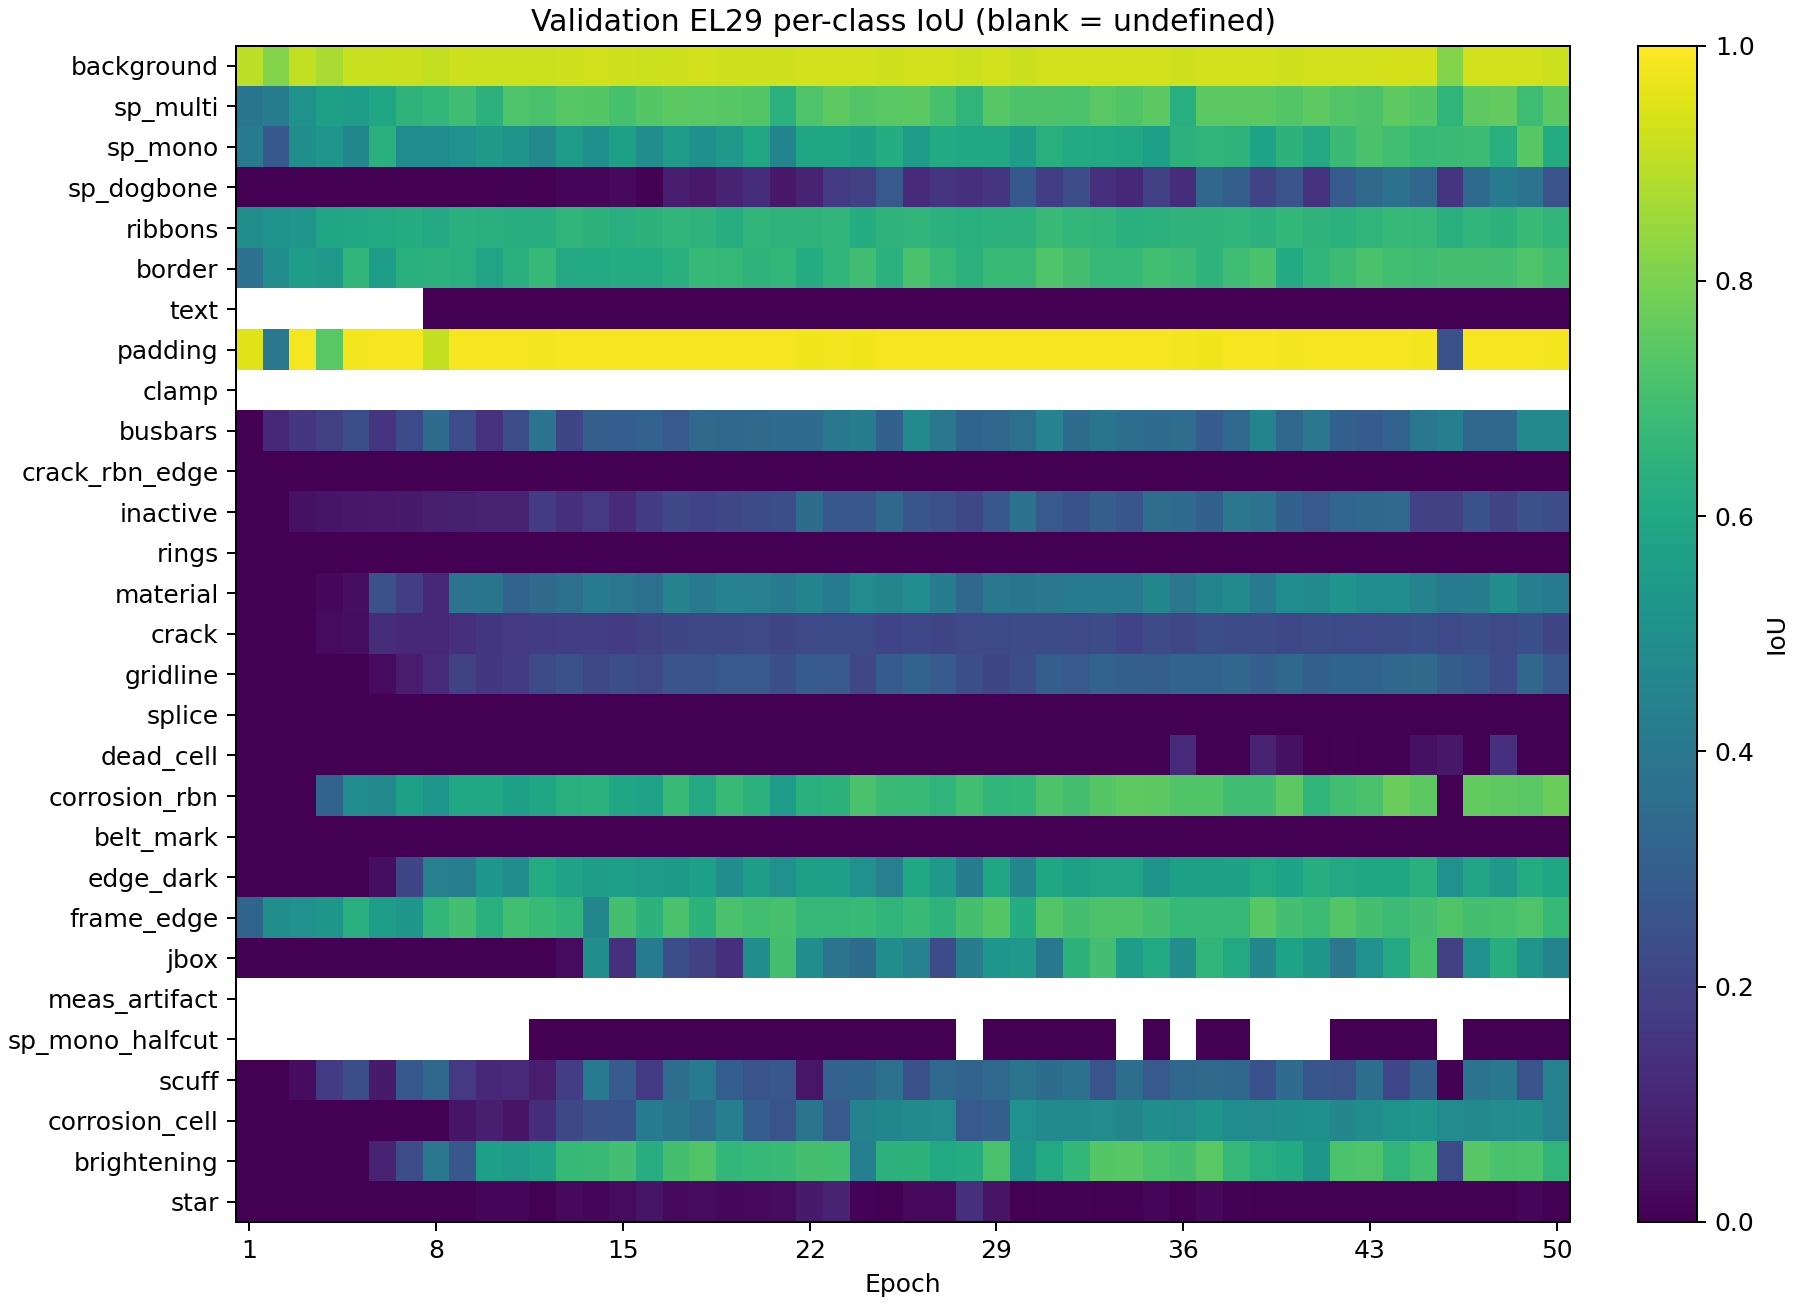 Validation EL29 per-class IoU (blank = undefined)
background
sp_multi
sp_mono
sp_dogbone
ribbons
border
text
padding
clamp
busbars
crack_rbn_edge
inactive
rings
material
crack
gridline
splice
dead_cell
corrosion_rbn
belt_mark
edge_dark
frame_edge
jbox
meas_artifact
sp_mono_halfcut
scuff
corrosion_cell
brightening
star
1 8 15 22 29 36 43 50
Epoch
1.0
0.8
0.6
0.4
0.2
0.0
IoU